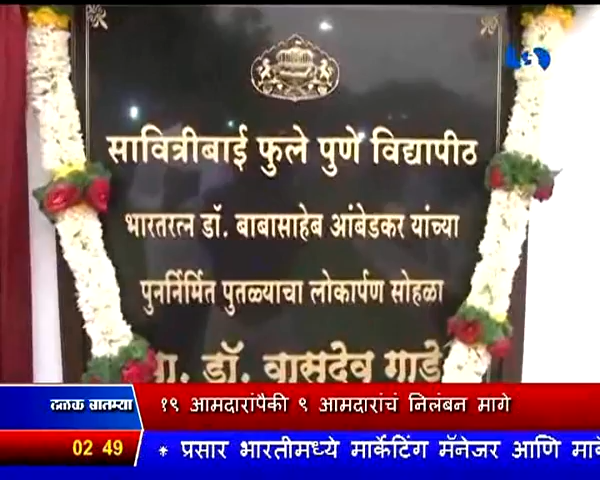 सावित्रीबाई फुले पुणे विद्यापीठ
भारतरत्न डॉ. बाबासाहेब आंबेडकर यांच्या
पुनर्निर्मित पुतळ्याचा लोकार्पण सोहळा
डॉ. वासुदेव गाडे
ठळक बातम्या
१९ आमदारांपैकी ९ आमदारांचं निलंबन मागे
02 49
* प्रसार भारतीमध्ये मार्केटिंग मॅनेजर आणि